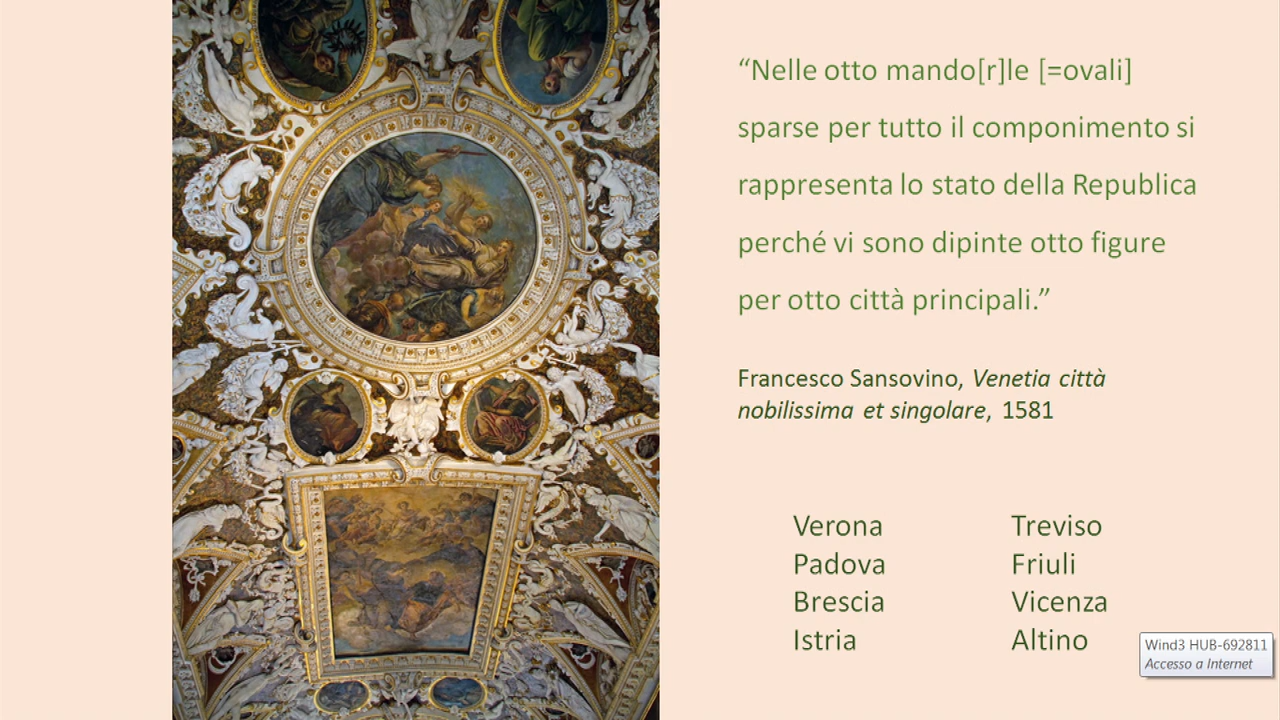 “Nelle otto mando[r]le [=ovali]
sparse per tutto il componimento si
rappresenta lo stato della Republica
perché vi sono dipinte otto figure
per otto città principali.”
Francesco Sansovino, Venetia città
nobilissima et singolare, 1581
Verona
Padova
Brescia
Istria
Treviso
Friuli
Vicenza
Altino
Wind3 HUB-692811
Accesso a Internet